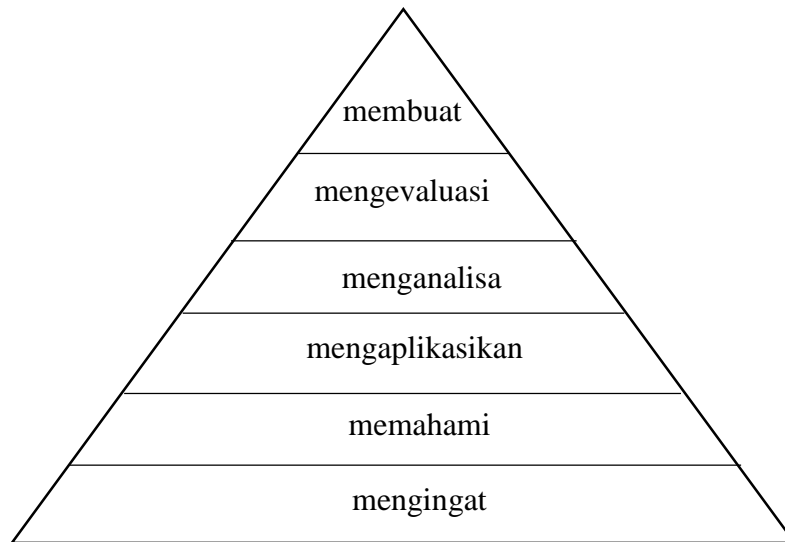 membuat
mengevaluasi
menganalisa
mengaplikasikan
memahami
mengingat